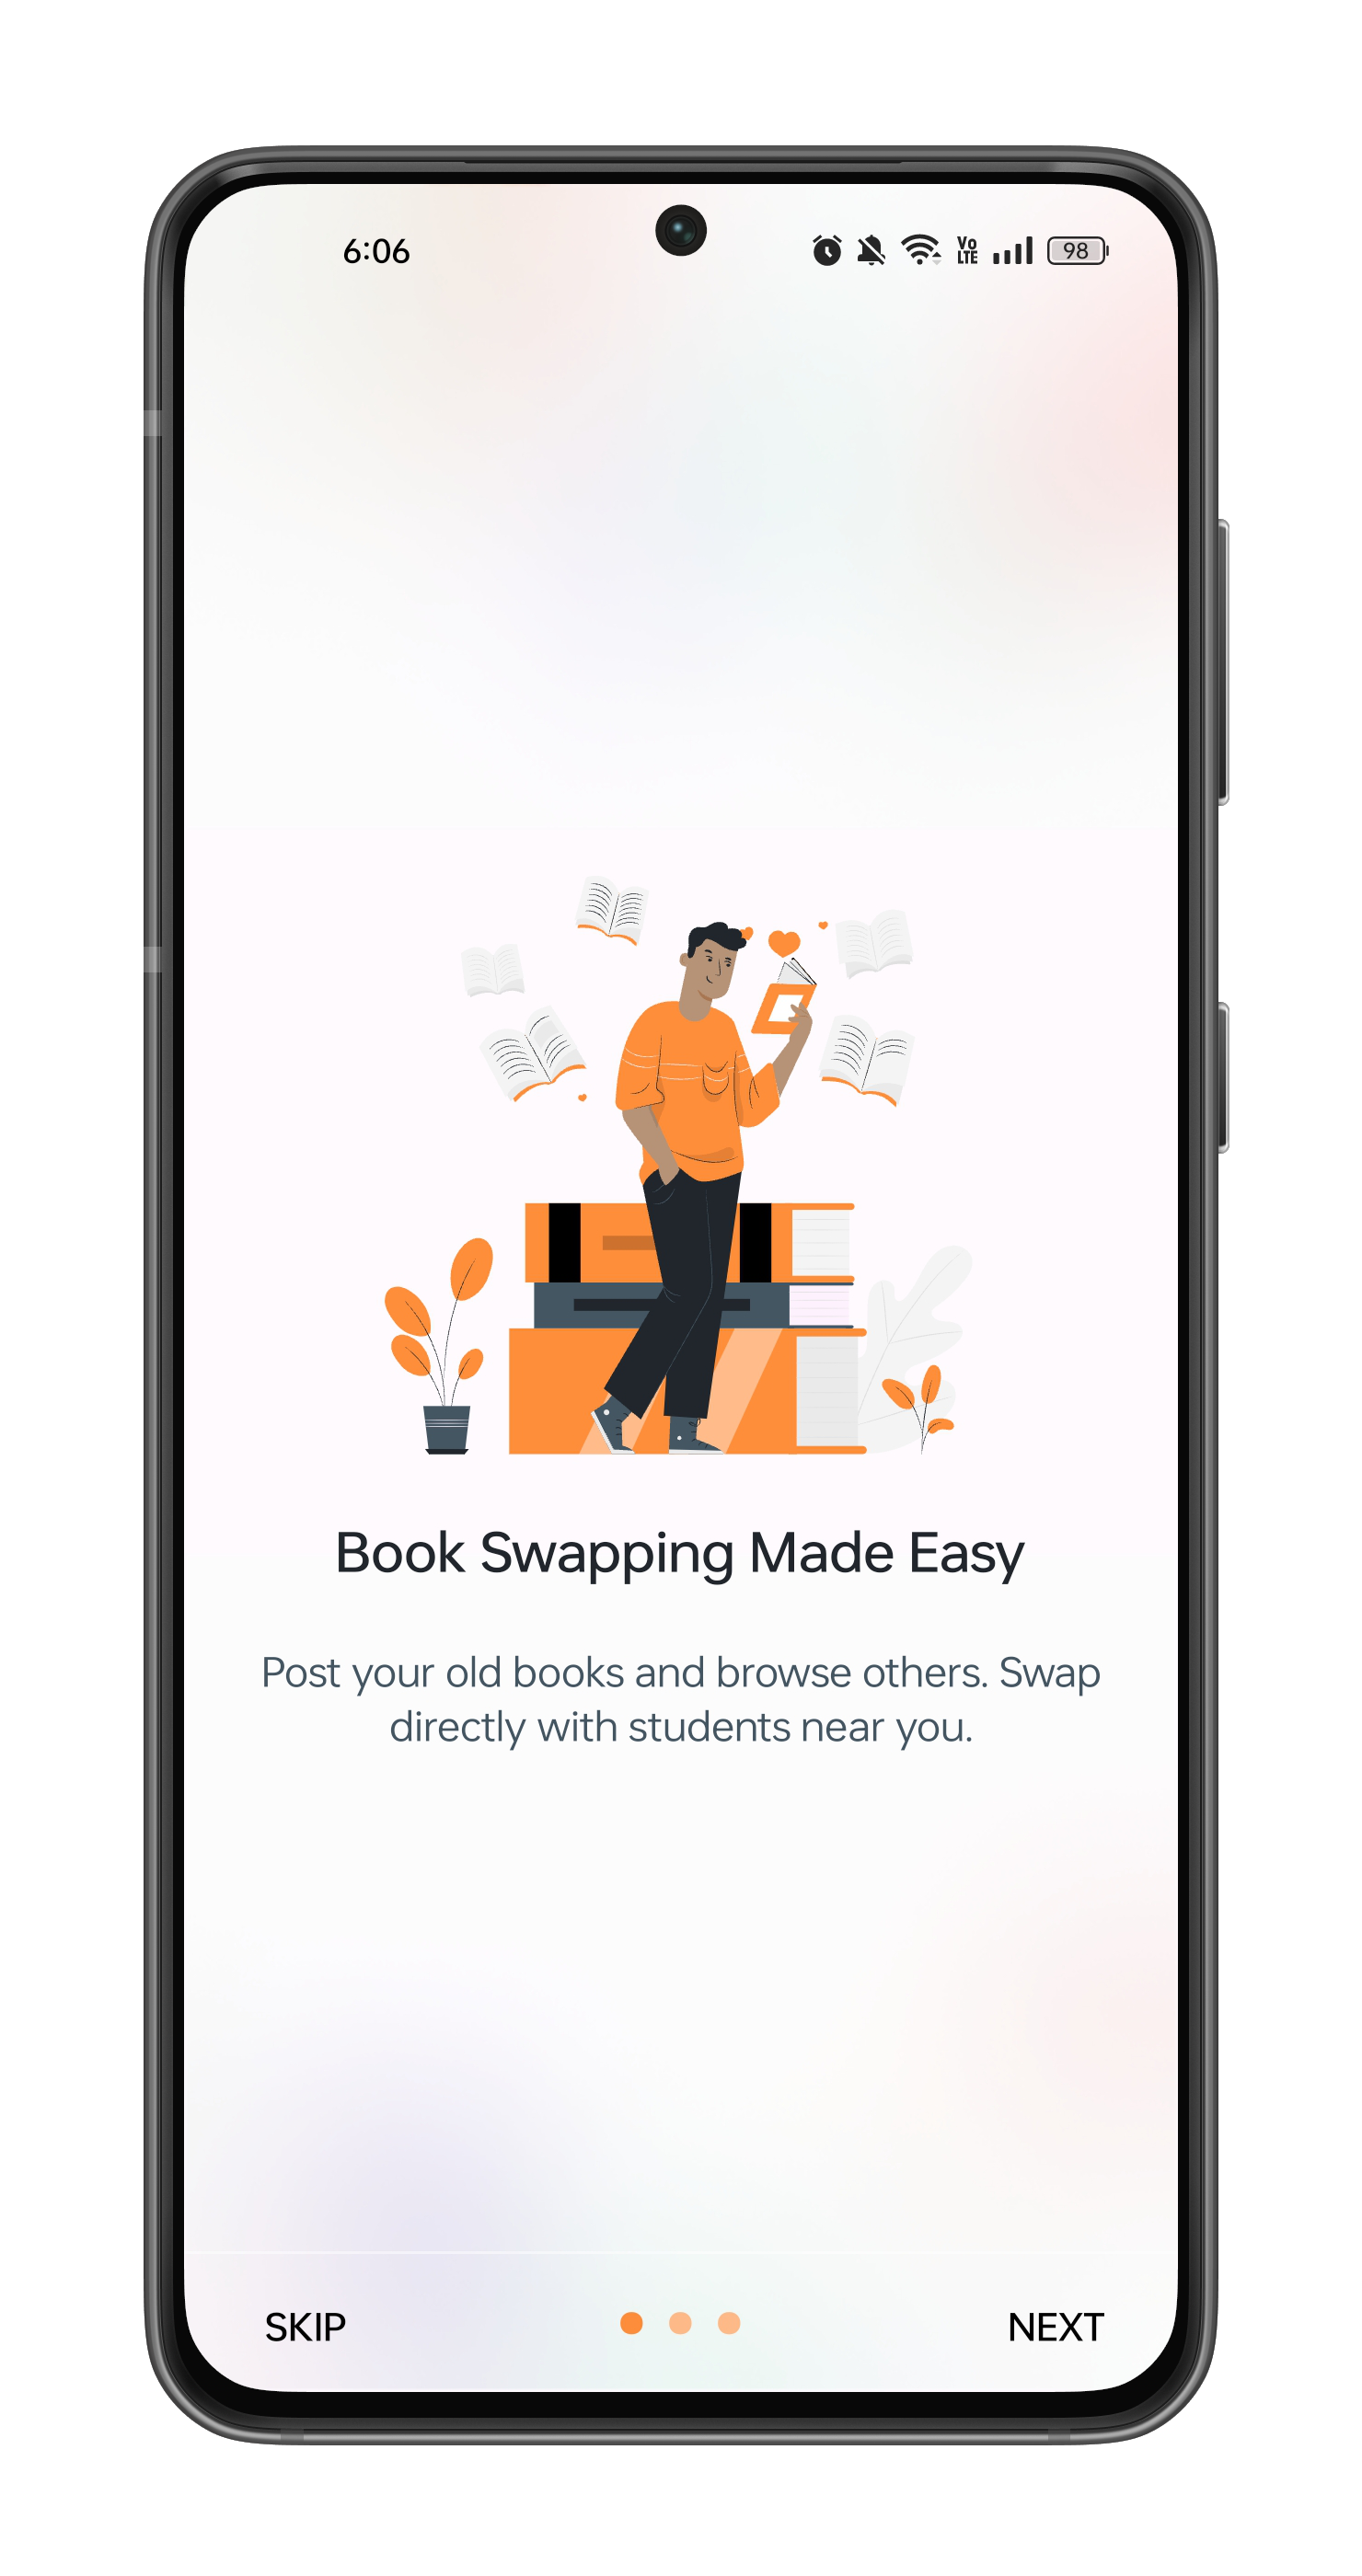 6:06
Vo
LTE
98
Book Swapping Made Easy
Post your old books and browse others. Swap
directly with students near you.
SKIP
NEXT